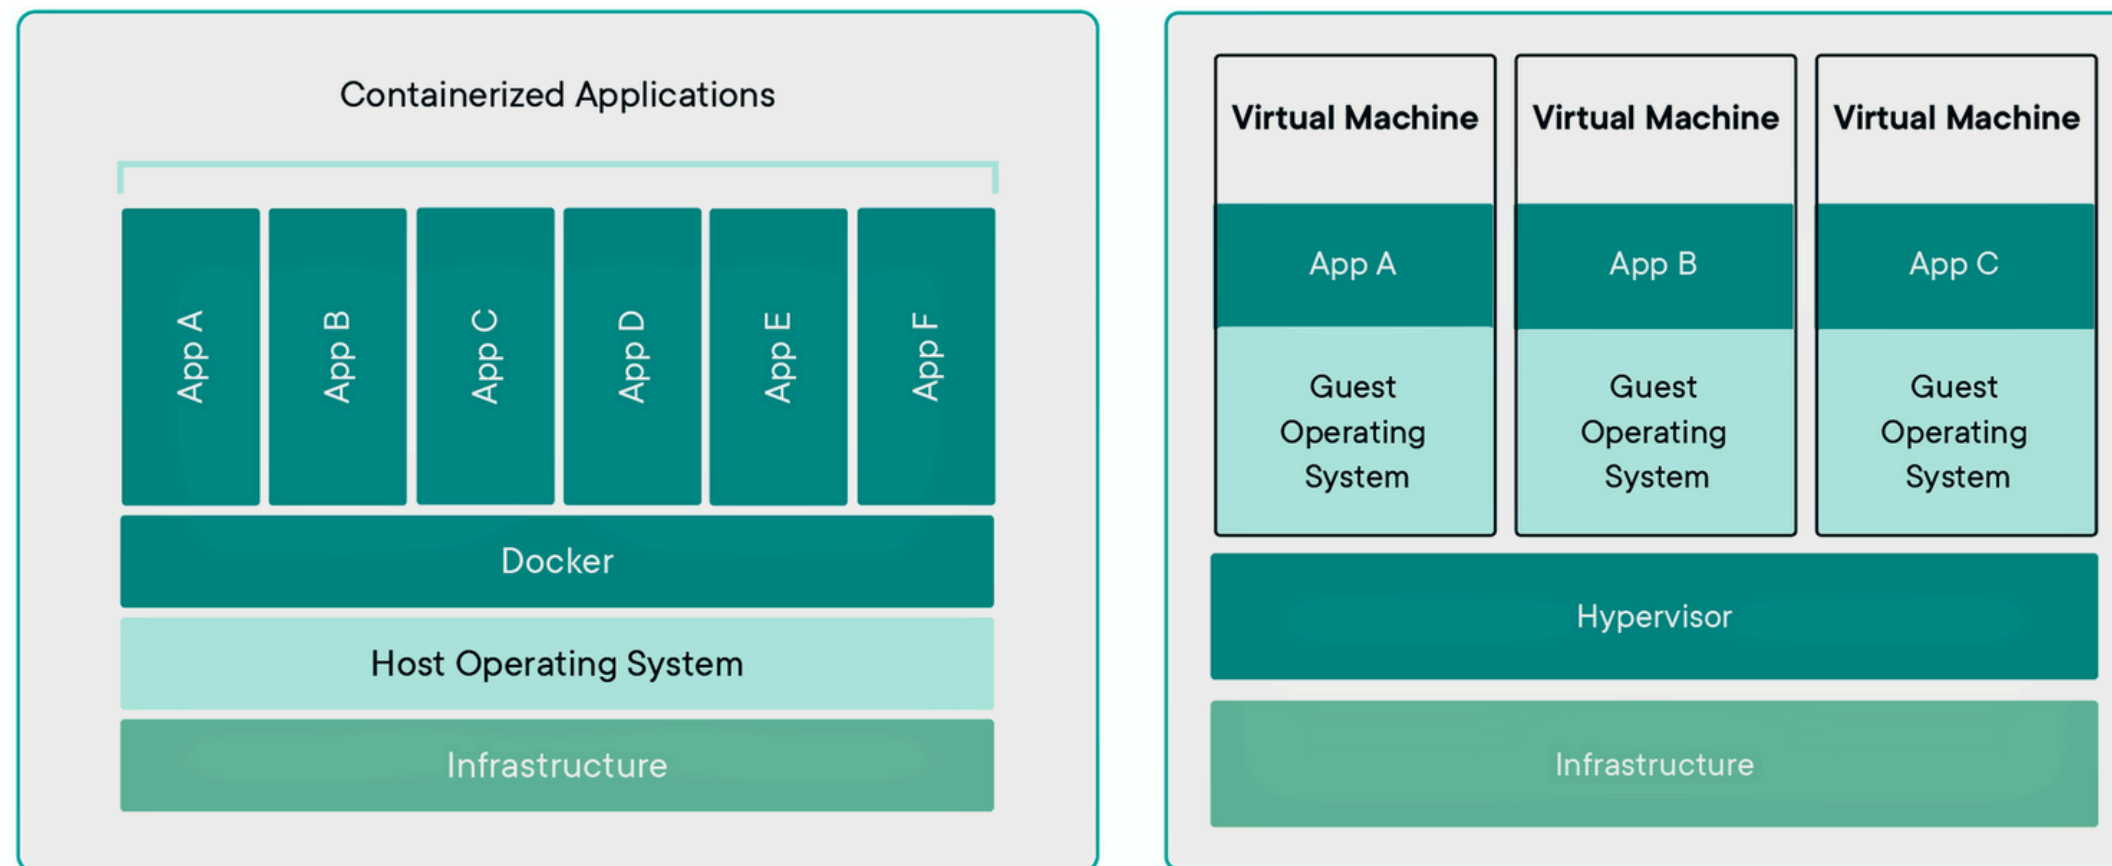 Containerized Applications
App A
App B
App C
App D
App E
App F
Docker
Host Operating System
Infrastructure
Virtual Machine
App A
Guest
Operating
System
Virtual Machine
App B
Guest
Operating
System
Virtual Machine
App C
Guest
Operating
System
Hypervisor
Infrastructure